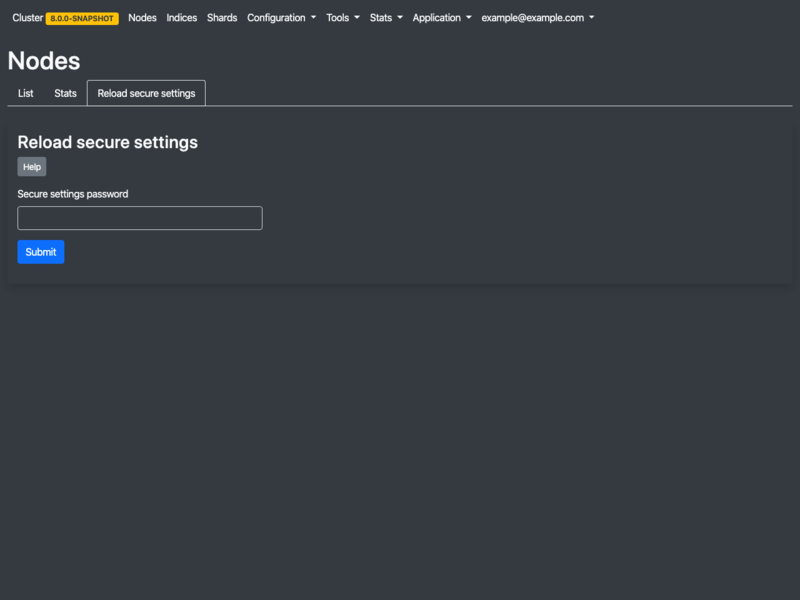 Cluster 8.0.0-SNAPSHOT Nodes Indices Shards Configuration Tools Stats Application example@example.com
Nodes
List Stats Reload secure settings
Reload secure settings
Help
Secure settings password
Submit